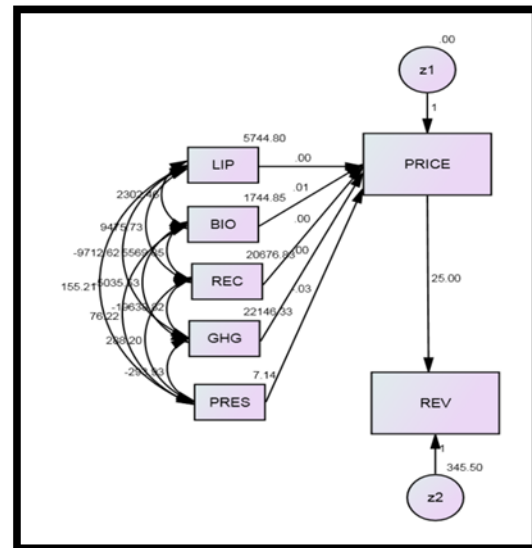 .00
z1
1
5744.80
LIP
.00
PRICE
2302.46
1744.85
.01
BIO
9475.73
.00
20676.83
.00
-9712.62
5569.85
REC
25.00
155.21
.03
22146.33
GHG
76.22
288.20
7.14
PRES
REV
1
345.50
z2